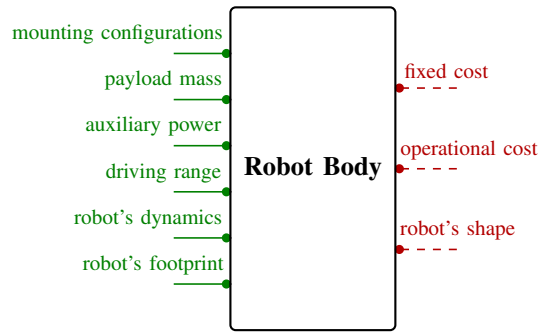 mounting configurations
payload mass
auxiliary power
driving range
robot's dynamics
robot's footprint
Robot Body
fixed cost
operational cost
robot's shape